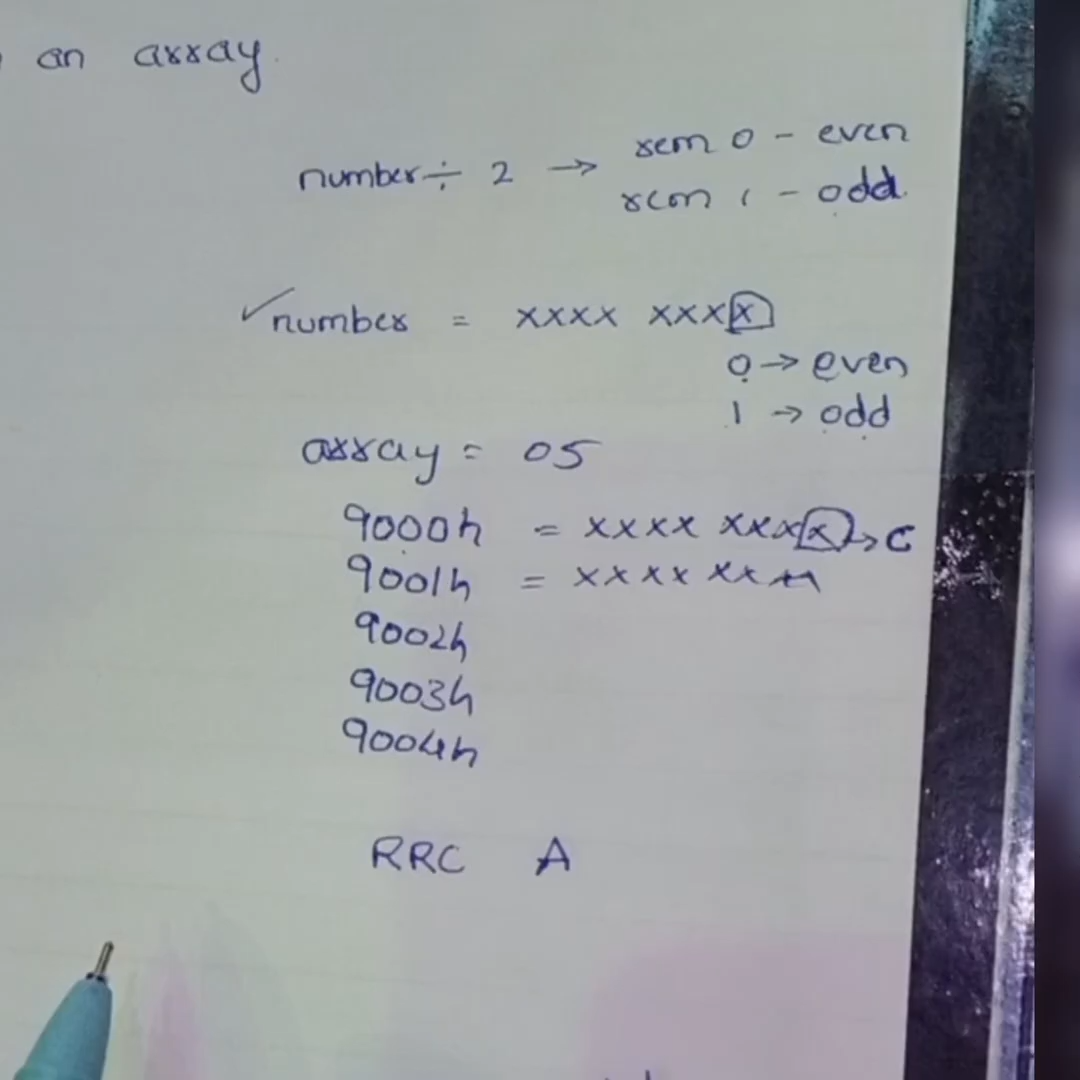 an array.
number ÷ 2 → rem 0 - even
rem 1 - odd
✓ number = xxxx xxxx
0 → even
1 → odd
array = 05
9000h = xxxx xxxx → C
9001h = xxxx xx
9002h
9003h
9004h
RRC A